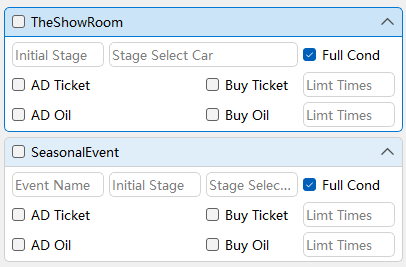 TheShowRoom
Initial Stage Stage Select Car Full Cond
AD Ticket Buy Ticket Limt Times
AD Oil Buy Oil Limt Times
SeasonalEvent
Event Name Initial Stage Stage Selec... Full Cond
AD Ticket Buy Ticket Limt Times
AD Oil Buy Oil Limt Times